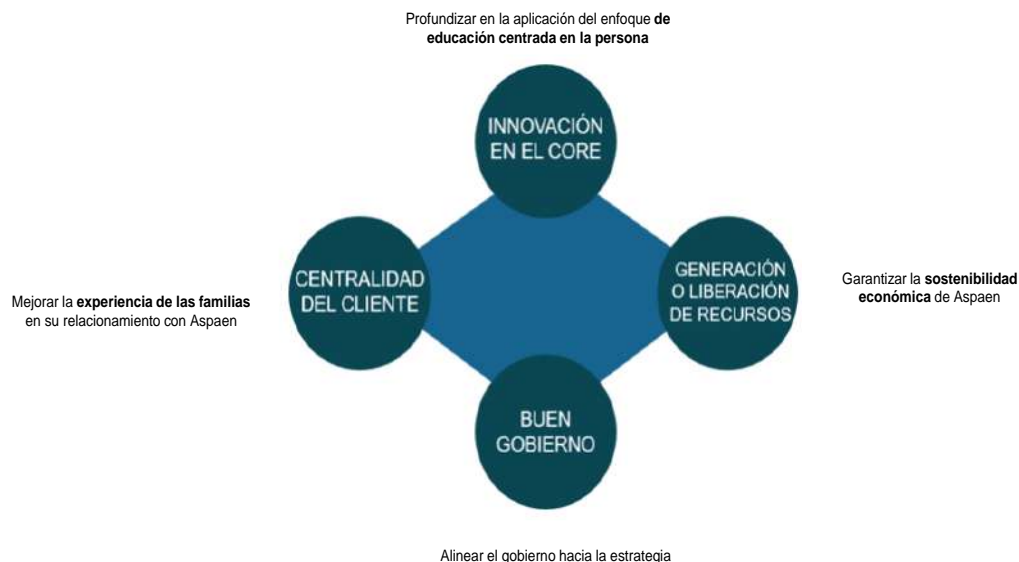 Profundizar en la aplicación del enfoque de
educación centrada en la persona
INNOVACIÓN
EN EL CORE
CENTRALIDAD
DEL CLIENTE
Mejorar la experiencia de las familias
en su relacionamiento con Aspaen
GENERACIÓN
O LIBERACIÓN
DE RECURSOS
Garantizar la sostenibilidad
económica de Aspaen
BUEN
GOBIERNO
Alinear el gobierno hacia la estrategia